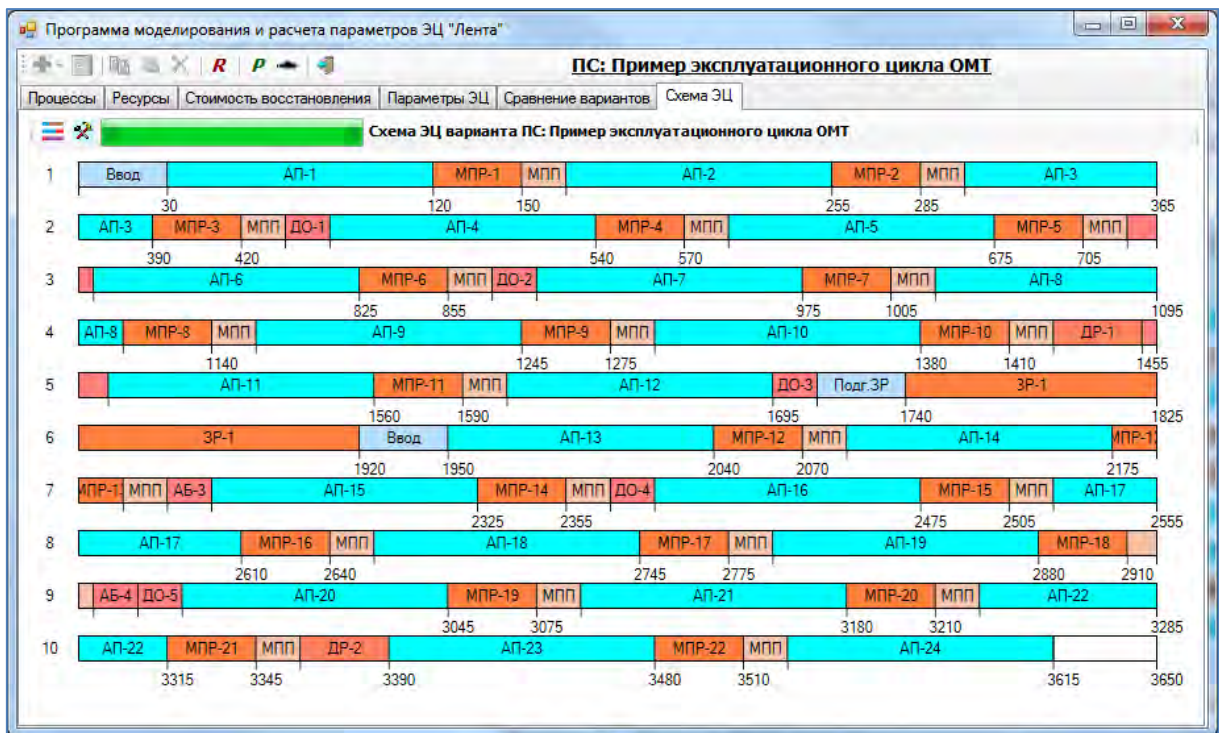 Программа моделирования и расчета параметров ЭЦ "Лента"
R P ПС: Пример эксплуатационного цикла ОМТ
Процессы Ресурсы Стоимость восстановления Параметры ЭЦ Сравнение вариантов Схема ЭЦ
Схема ЭЦ варианта ПС: Пример эксплуатационного цикла ОМТ
1 Ввод АП-1 МПР-1 МПП АП-2 МПР-2 МПП АП-3
30 120 150 255 285 365
2 АП-3 МПР-3 МПП ДО-1 АП-4 МПР-4 МПП АП-5 МПР-5 МПП
390 420 540 570 675 705
3 АП-6 МПР-6 МПП ДО-2 АП-7 МПР-7 МПП АП-8
825 855 975 1005 1095
4 АП-8 МПР-8 МПП АП-9 МПР-9 МПП АП-10 МПР-10 МПП ДР-1
1140 1245 1275 1380 1410 1455
5 АП-11 МПР-11 МПП АП-12 ДО-3 Подг.ЗР ЗР-1
1560 1590 1695 1740 1825
6 ЗР-1 Ввод АП-13 МПР-12 МПП АП-14 МПР-1
1920 1950 2040 2070 2175
7 МПР-1 МПП АБ-3 АП-15 МПР-14 МПП ДО-4 АП-16 МПР-15 МПП АП-17
2325 2355 2475 2505 2555
8 АП-17 МПР-16 МПП АП-18 МПР-17 МПП АП-19 МПР-18
2610 2640 2745 2775 2880 2910
9 АБ-4 ДО-5 АП-20 МПР-19 МПП АП-21 МПР-20 МПП АП-22
3045 3075 3180 3210 3285
10 АП-22 МПР-21 МПП ДР-2 АП-23 МПР-22 МПП АП-24
3315 3345 3390 3480 3510 3615 3650